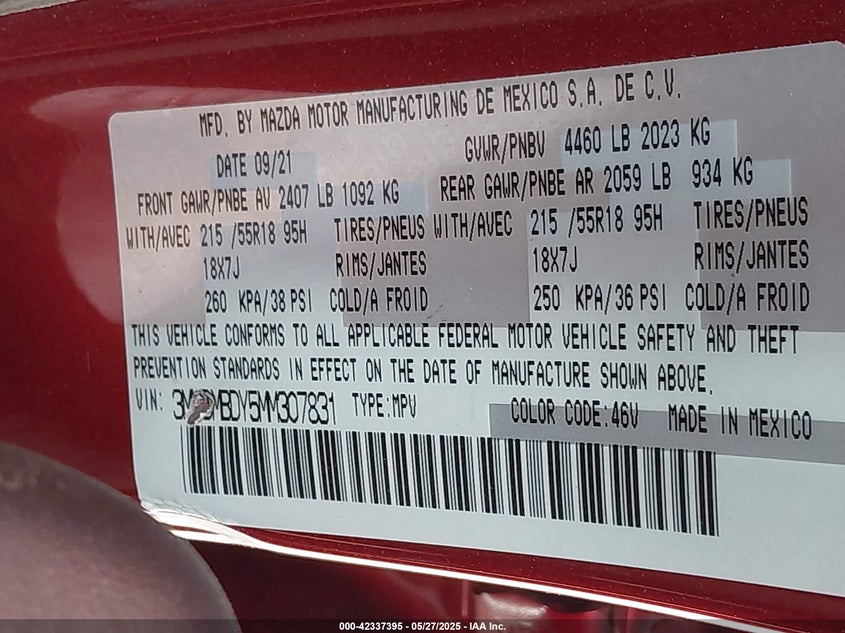 MFD. BY MAZDA MOTOR MANUFACTURING DE MEXICO S.A. DE C.V.
DATE 09/21 GVWR/PNBV 4460 LB 2023 KG
FRONT GAWR/PNBE AV 2407 LB 1092 KG REAR GAWR/PNBE AR 2059 LB 934 KG
WITH/AVEC 215 /55R18 95H TIRES/PNEUS WITH/AVEC 215 /55R18 95H TIRES/PNEUS
18X7J RIMS/JANTES 18X7J RIMS/JANTES
260 KPA/38 PSI COLD/A FROID 250 KPA/36 PSI COLD/A FROID
THIS VEHICLE CONFORMS TO ALL APPLICABLE FEDERAL MOTOR VEHICLE SAFETY AND THEFT
PREVENTION STANDARDS IN EFFECT ON THE DATE OF MANUFACTURE SHOWN ABOVE.
VIN: TYPE:MPV COLOR CODE:46V MADE IN MEXICO
000-42337395 - 05/27/2025 - IAA Inc.